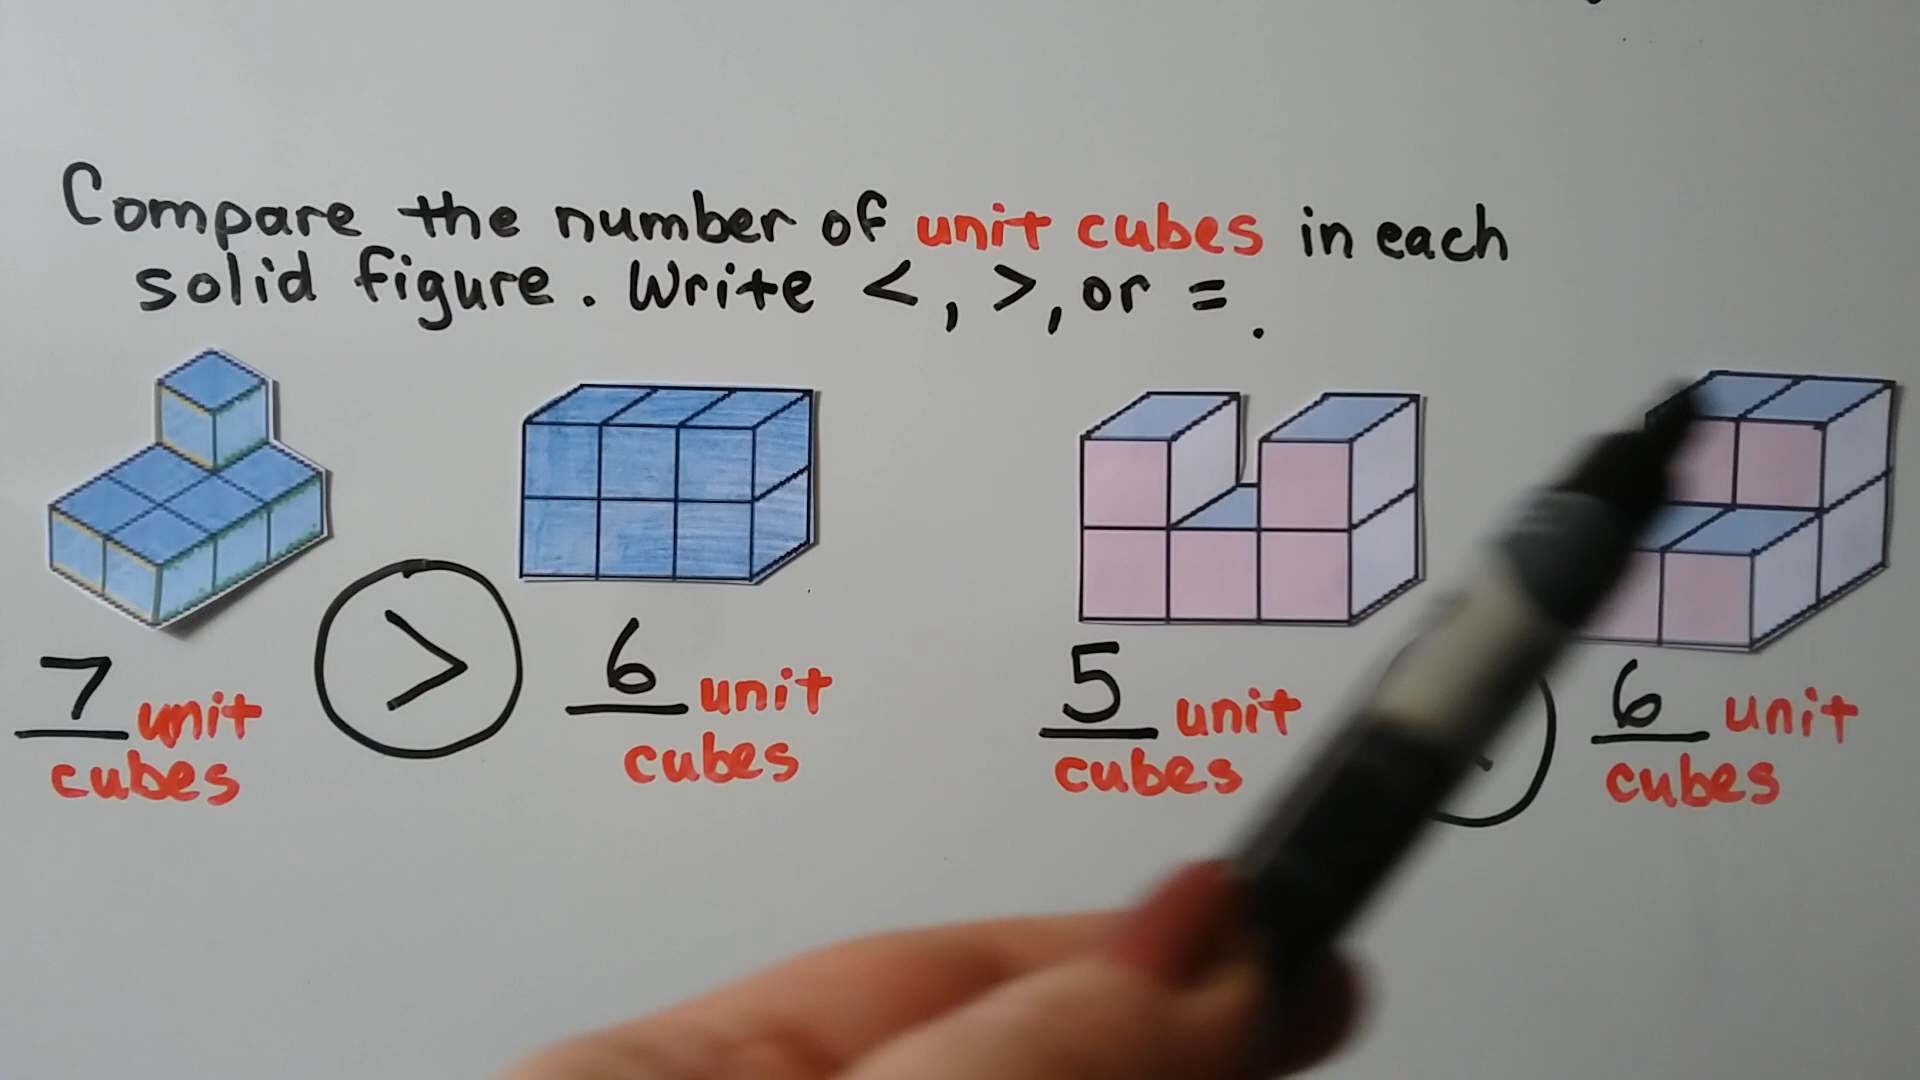 Compare the number of unit cubes in each
solid figure. Write <, >, or =.
7 unit
cubes
>
6 unit
cubes
5 unit
cubes
6 unit
cubes